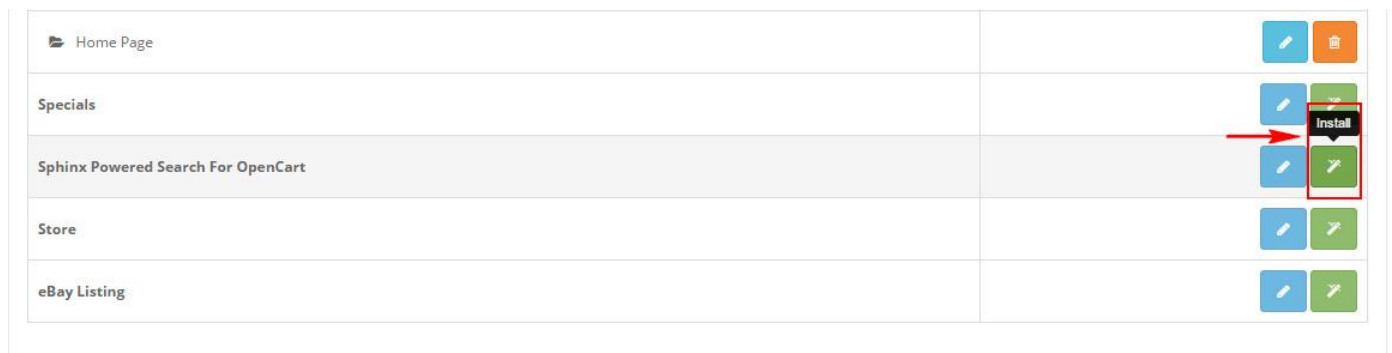 Home Page
Specials
Install
Sphinx Powered Search For OpenCart
Store
eBay Listing